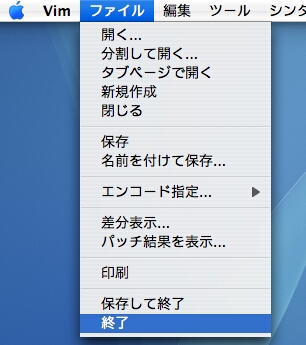 Vim ファイル 編集 ツール シンタ
開く...
分割して開く...
タブページで開く
新規作成
閉じる
保存
名前を付けて保存...
エンコード指定...
差分表示...
パッチ結果を表示...
印刷
保存して終了
終了